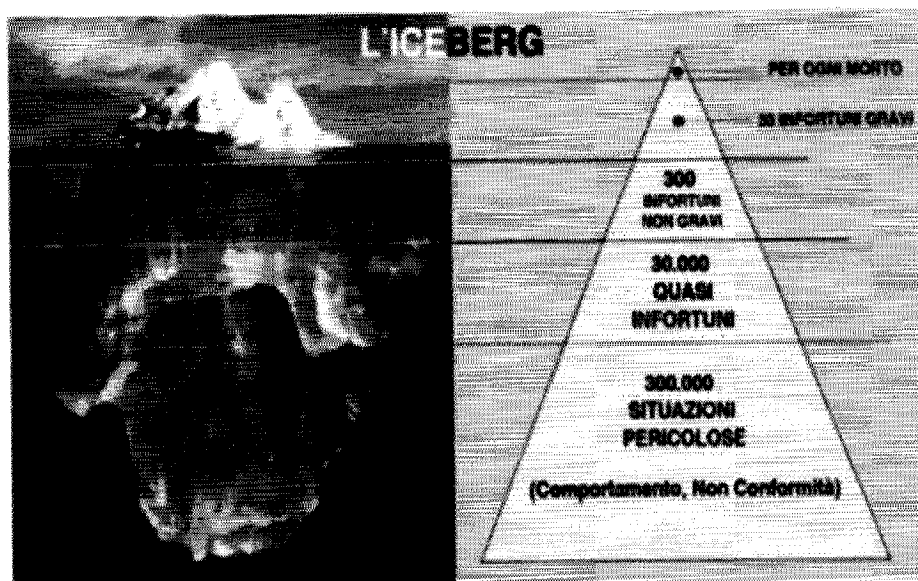 L'ICEBERG
PER OGNI MORTO
30 INFORTUNI GRAVI
300
INFORTUNI
NON GRAVI
30.000
QUASI
INFORTUNI
300.000
SITUAZIONI
PERICOLOSE
(Comportamento, Non Conformità)